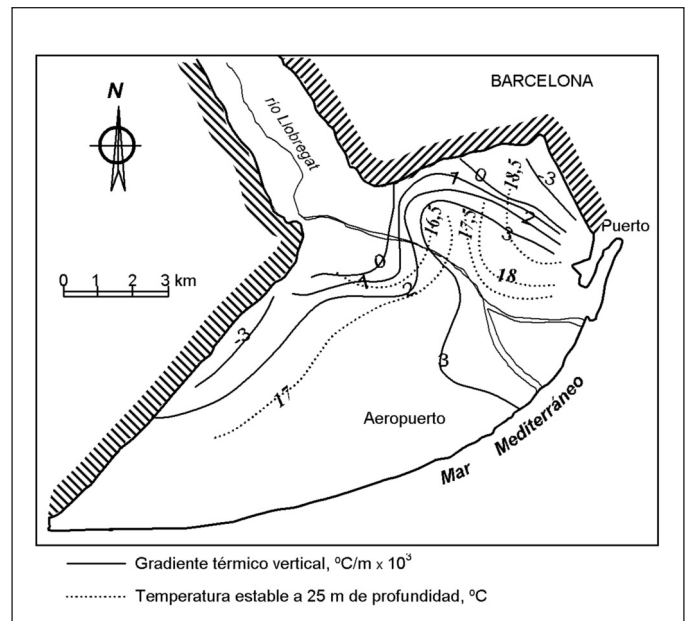 N
BARCELONA
río Llobregat
0
1
18,5
-3
2
16,5
17,5
3
Puerto
0
18
0 1 2 3 km
1
2
-3
3
17
Aeropuerto
Mar Mediterráneo
Gradiente térmico vertical, ºC/m x 10³
Temperatura estable a 25 m de profundidad, ºC